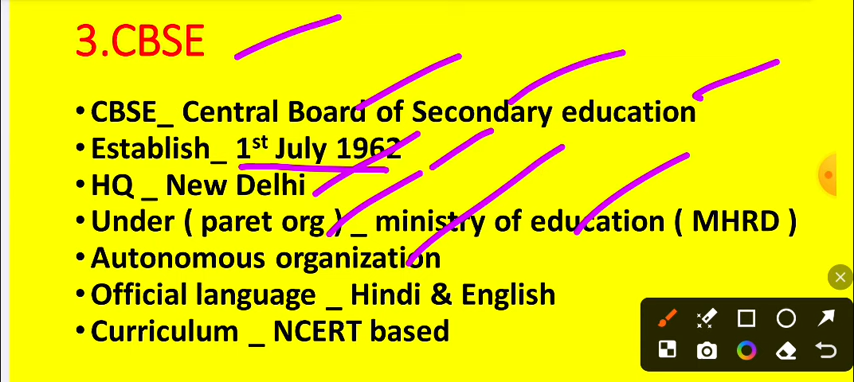 3.CBSE
•CBSE_ Central Board of Secondary education
•Establish_ 1st July 1962
•HQ _ New Delhi
•Under ( paret org ) _ ministry of education ( MHRD )
•Autonomous organization
•Official language _ Hindi & English
•Curriculum _ NCERT based